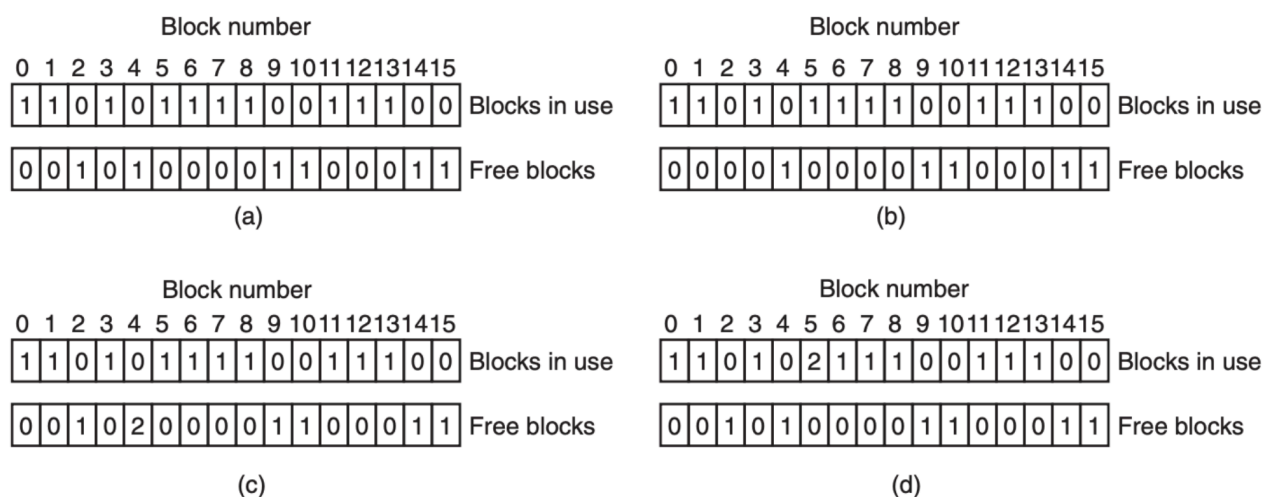 Block number
0 1 2 3 4 5 6 7 8 9 10 11 12 13 14 15
1 1 0 1 0 1 1 1 1 0 0 1 1 1 0 0 Blocks in use
0 0 1 0 1 0 0 0 0 1 1 0 0 0 1 1 Free blocks
(a)
Block number
0 1 2 3 4 5 6 7 8 9 10 11 12 13 14 15
1 1 0 1 0 1 1 1 1 0 0 1 1 1 0 0 Blocks in use
0 0 0 0 1 0 0 0 0 1 1 0 0 0 1 1 Free blocks
(b)
Block number
0 1 2 3 4 5 6 7 8 9 10 11 12 13 14 15
1 1 0 1 0 1 1 1 1 0 0 1 1 1 0 0 Blocks in use
0 0 1 0 2 0 0 0 0 1 1 0 0 0 1 1 Free blocks
(c)
Block number
0 1 2 3 4 5 6 7 8 9 10 11 12 13 14 15
1 1 0 1 0 2 1 1 1 0 0 1 1 1 0 0 Blocks in use
0 0 1 0 1 0 0 0 0 1 1 0 0 0 1 1 Free blocks
(d)